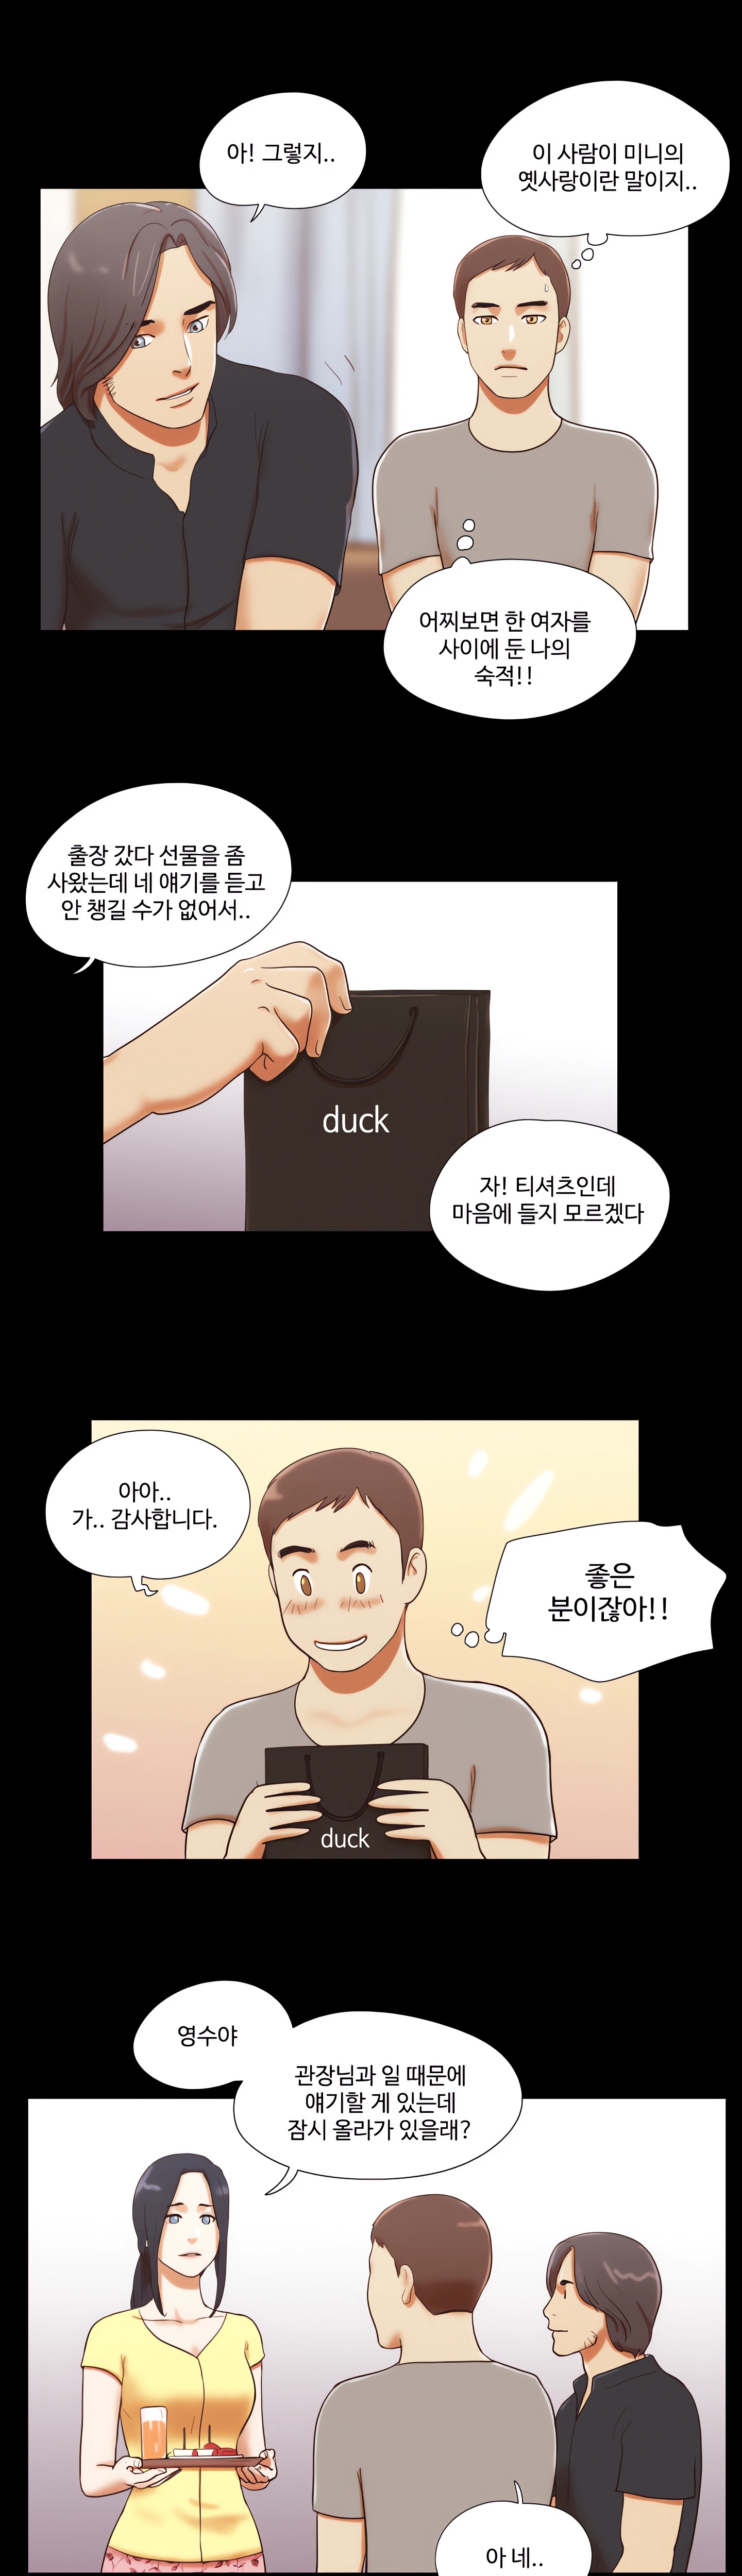 아! 그렇지..
이 사람이 미니의
옛사랑이란 말이지..
어찌보면 한 여자를
사이에 둔 나의
숙적!!
출장 갔다 선물을 좀
사왔는데 네 얘기를 듣고
안 챙길 수가 없어서..
duck
자! 티셔츠인데
마음에 들지 모르겠다
아아..
가.. 감사합니다.
좋은
분이잖아!!
duck
영수야
관장님과 일 때문에
얘기할 게 있는데
잠시 올라가 있을래?
아 네..